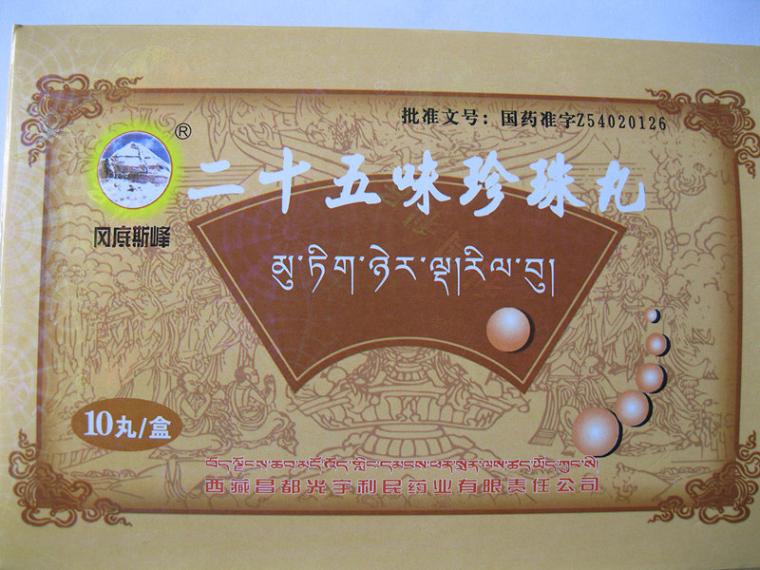 批准文号：国药准字Z54020126
®
二十五味珍珠丸
冈底斯峰
མུ་ཏིག་ཉེར་ལྔ།རིལ་བུ།
10丸/盒
西藏昌都光宇利民药业有限责任公司